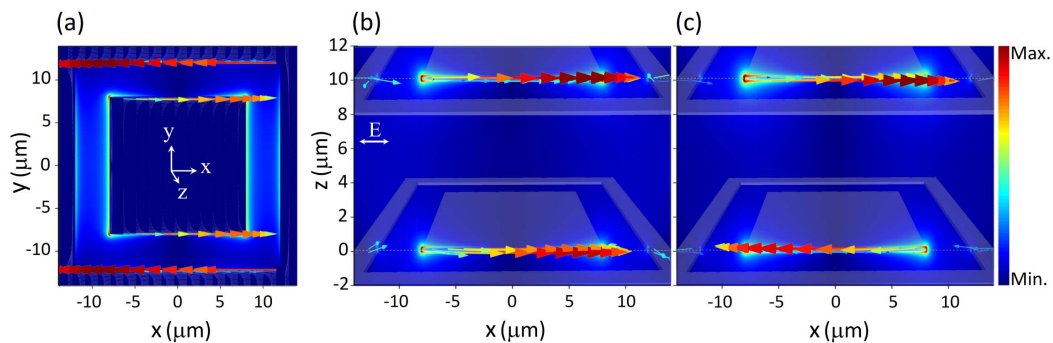 (a)
(b)
(c)
y (μm)
10
5
0
-5
-10
y
x
z
-10 -5 0 5 10
x (μm)
z (μm)
12
10
8
6
4
2
0
-2
E
-10 -5 0 5 10
x (μm)
-10 -5 0 5 10
x (μm)
Max.
Min.